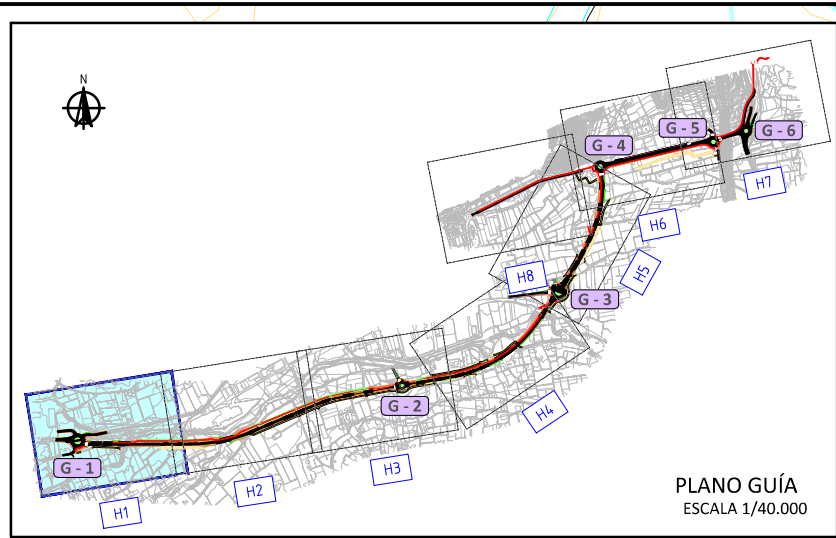 N
G - 5
G - 6
G - 4
H7
H6
H5
H8
G - 3
G - 2
H4
G - 1
H3
H2
H1
PLANO GUÍA
ESCALA 1/40.000